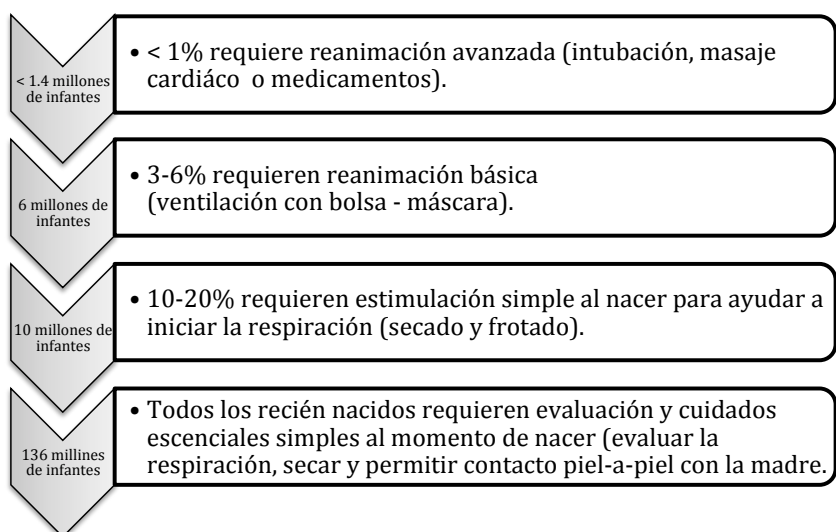 < 1.4 millones
de infantes
• < 1% requiere reanimación avanzada (intubación, masaje
cardiáco o medicamentos).
6 millones de
infantes
• 3-6% requieren reanimación básica
(ventilación con bolsa - máscara).
10 millones de
infantes
• 10-20% requieren estimulación simple al nacer para ayudar a
iniciar la respiración (secado y frotado).
136 millines
de infantes
• Todos los recién nacidos requieren evaluación y cuidados
escenciales simples al momento de nacer (evaluar la
respiración, secar y permitir contacto piel-a-piel con la madre.